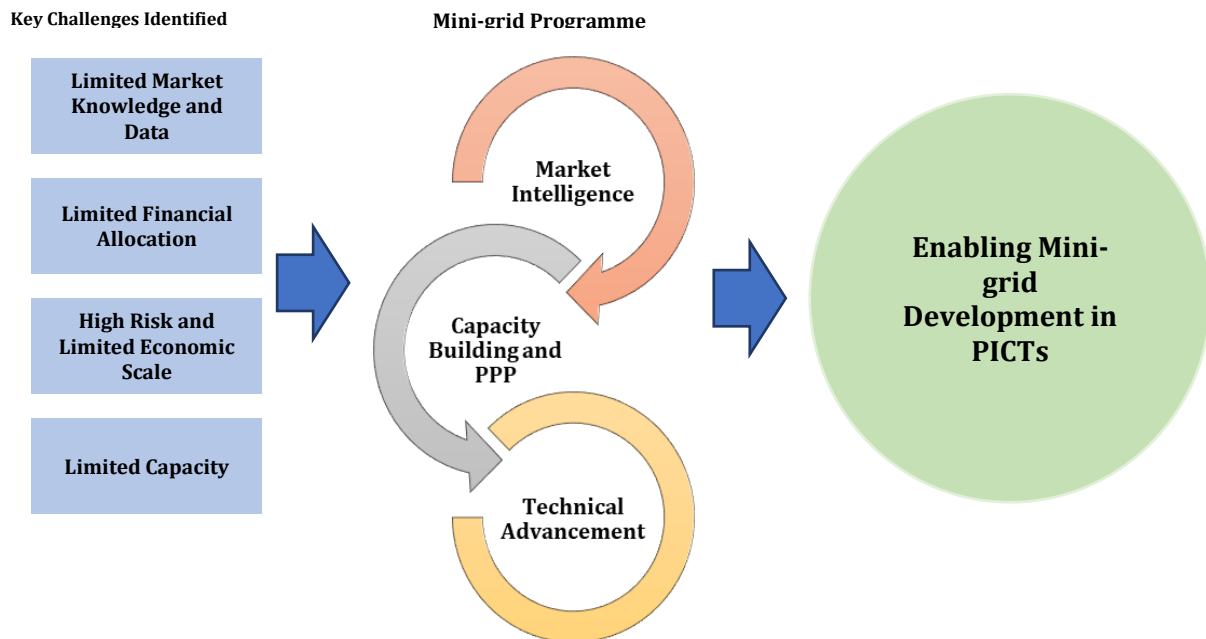 Key Challenges Identified
Limited Market
Knowledge and
Data
Limited Financial
Allocation
High Risk and
Limited Economic
Scale
Limited Capacity
Mini-grid Programme
Market
Intelligence
Capacity
Building and
PPP
Technical
Advancement
Enabling Mini-
grid
Development in
PICTs